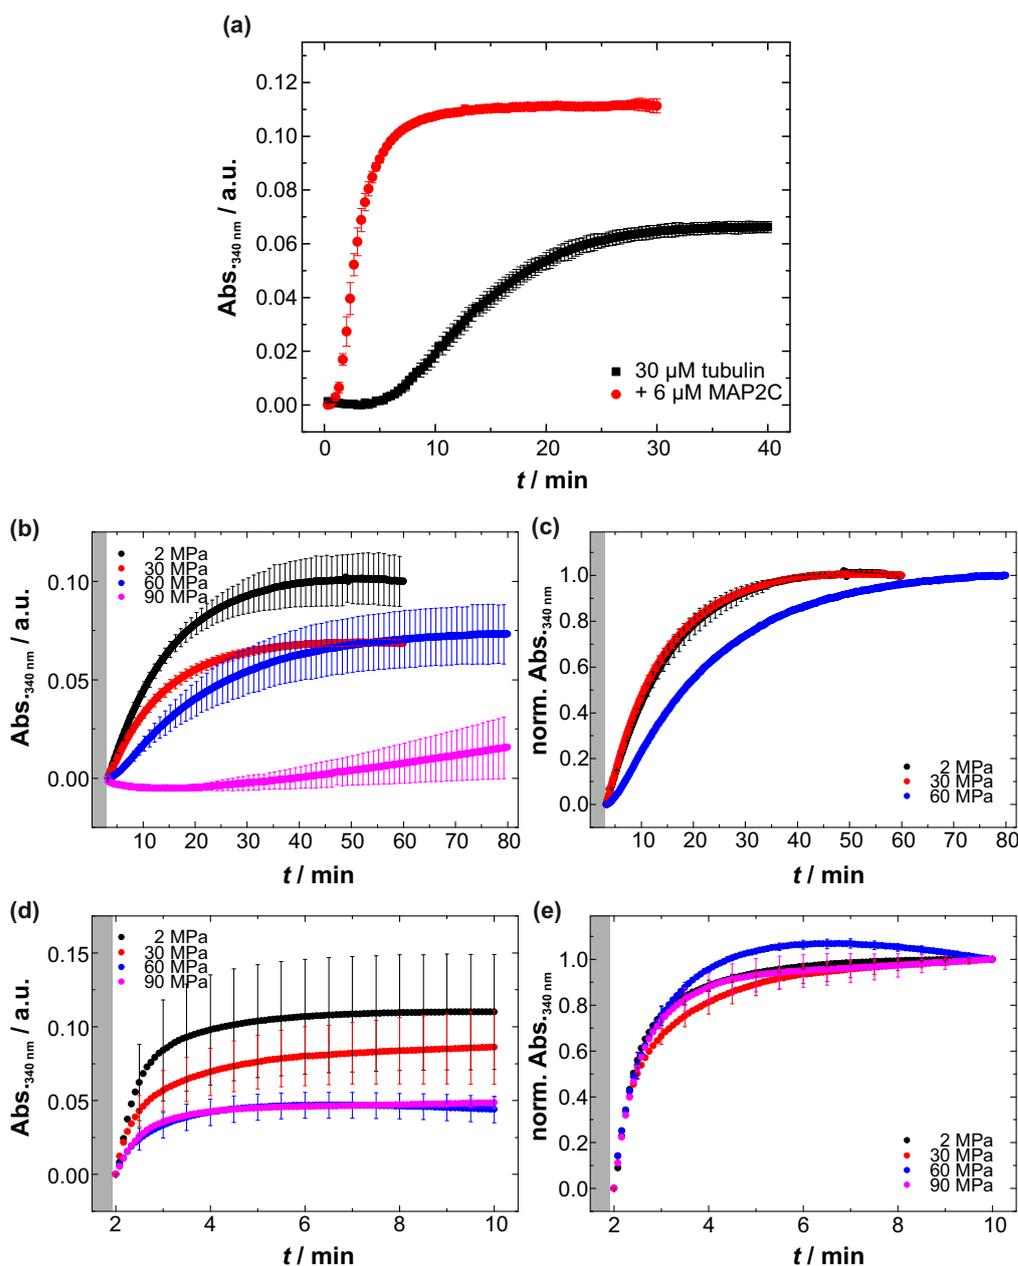 (a)
0.12
0.10
0.08
0.06
0.04
0.02
0.00
Abs.340 nm / a.u.
30 µM tubulin
+ 6 µM MAP2C
0 10 20 30 40
t / min
(b)
2 MPa
30 MPa
60 MPa
90 MPa
0.10
0.05
0.00
Abs.340 nm / a.u.
10 20 30 40 50 60 70 80
t / min
(c)
1.0
0.8
0.6
0.4
0.2
0.0
norm. Abs.340 nm
2 MPa
30 MPa
60 MPa
10 20 30 40 50 60 70 80
t / min
(d)
2 MPa
30 MPa
60 MPa
90 MPa
0.15
0.10
0.05
0.00
Abs.340 nm / a.u.
2 4 6 8 10
t / min
(e)
1.0
0.8
0.6
0.4
0.2
0.0
norm. Abs.340 nm
2 MPa
30 MPa
60 MPa
90 MPa
2 4 6 8 10
t / min